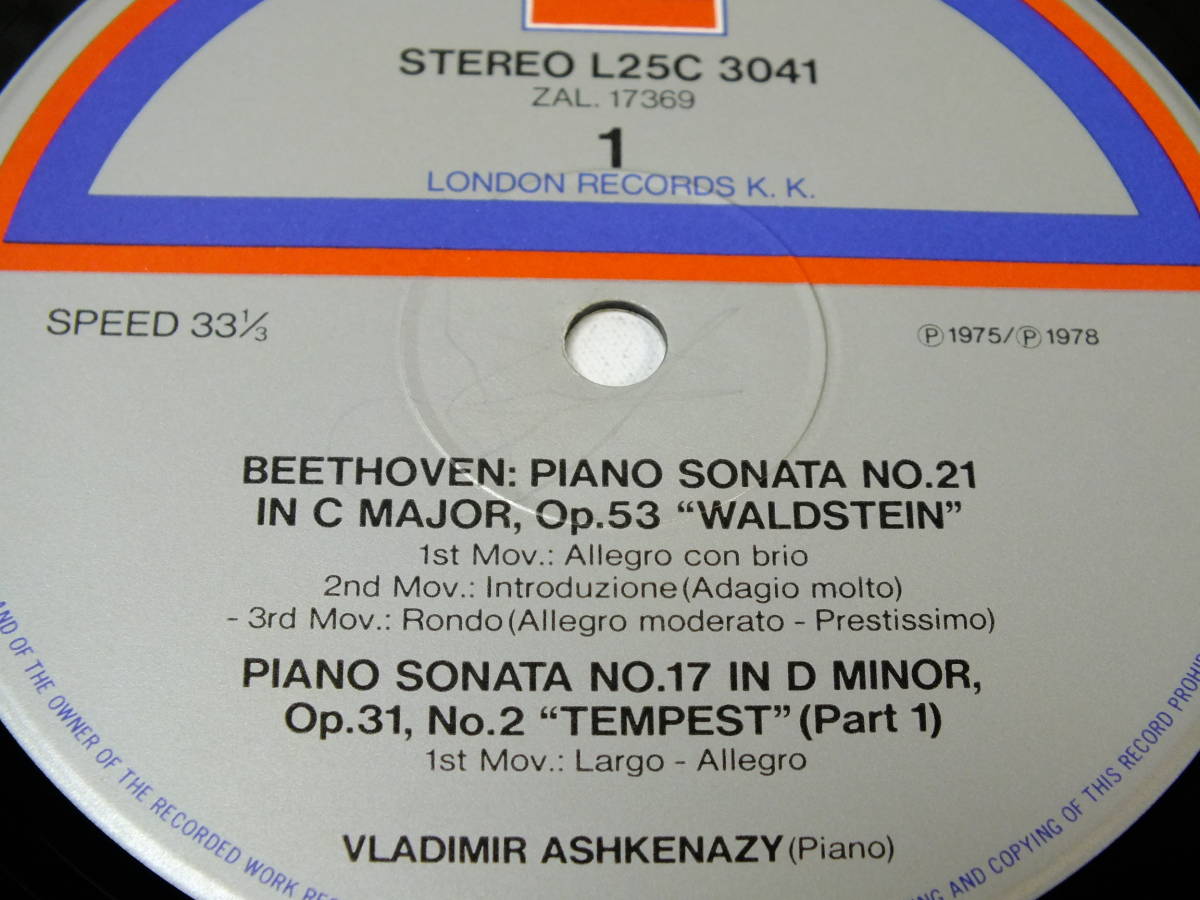 STEREO L25C 3041
ZAL. 17369
1
LONDON RECORDS K. K.
SPEED 33⅓
Ⓟ1975/Ⓟ1978
BEETHOVEN: PIANO SONATA NO.21
IN C MAJOR, Op.53 “WALDSTEIN”
1st Mov.: Allegro con brio
2nd Mov.: Introduzione(Adagio molto)
- 3rd Mov.: Rondo(Allegro moderato - Prestissimo)
PIANO SONATA NO.17 IN D MINOR,
Op.31, No.2 “TEMPEST” (Part 1)
1st Mov.: Largo - Allegro
VLADIMIR ASHKENAZY(Piano)
AND OF THE OWNER OF THE RECORDED WORK
AND COPYING OF THIS RECORD